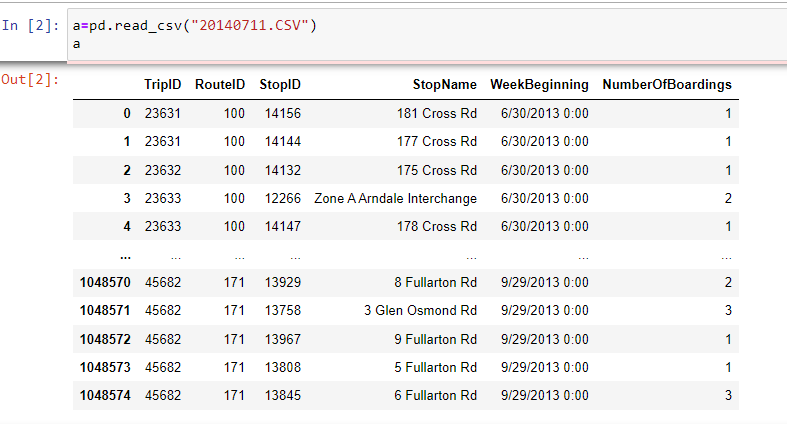 In [2]: a=pd.read_csv("20140711.CSV")
a
Out[2]:
TripID RouteID StopID StopName WeekBeginning NumberOfBoardings
0 23631 100 14156 181 Cross Rd 6/30/2013 0:00 1
1 23631 100 14144 177 Cross Rd 6/30/2013 0:00 1
2 23632 100 14132 175 Cross Rd 6/30/2013 0:00 1
3 23633 100 12266 Zone A Arndale Interchange 6/30/2013 0:00 2
4 23633 100 14147 178 Cross Rd 6/30/2013 0:00 1
... ... ... ... ... ... ...
1048570 45682 171 13929 8 Fullarton Rd 9/29/2013 0:00 2
1048571 45682 171 13758 3 Glen Osmond Rd 9/29/2013 0:00 3
1048572 45682 171 13967 9 Fullarton Rd 9/29/2013 0:00 1
1048573 45682 171 13808 5 Fullarton Rd 9/29/2013 0:00 1
1048574 45682 171 13845 6 Fullarton Rd 9/29/2013 0:00 3